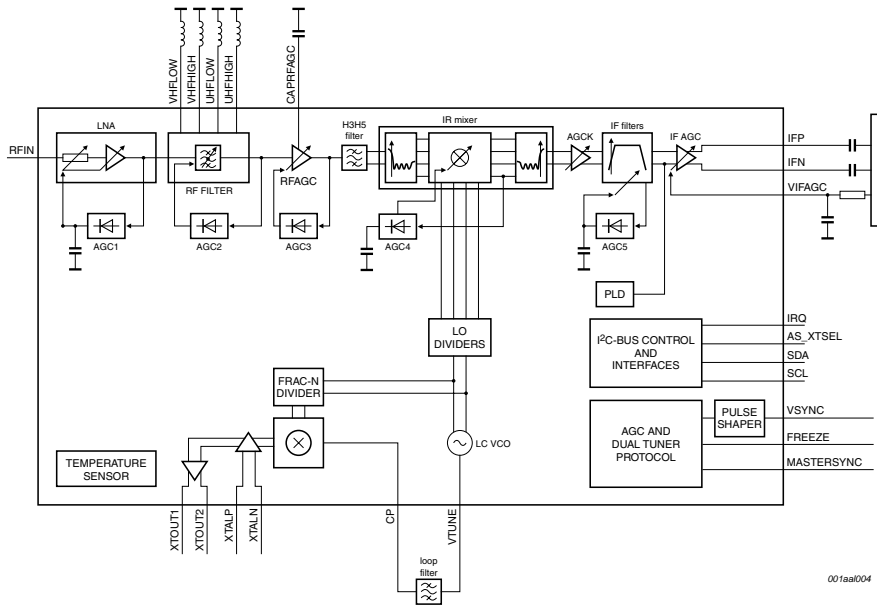 VHFLOW
VHFHIGH
UHFLOW
UHFHIGH
CAPRFAGC
RFIN
LNA
RF FILTER
RFAGC
H3H5
filter
IR mixer
AGCK
IF filters
IF AGC
IFP
IFN
VIFAGC
AGC1
AGC2
AGC3
AGC4
AGC5
PLD
LO
DIVIDERS
I²C-BUS CONTROL
AND
INTERFACES
IRQ
AS_XTSEL
SDA
SCL
FRAC-N
DIVIDER
LC VCO
AGC AND
DUAL TUNER
PROTOCOL
PULSE
SHAPER
VSYNC
FREEZE
MASTERSYNC
TEMPERATURE
SENSOR
XTOUT1
XTOUT2
XTALP
XTALN
CP
VTUNE
loop
filter
001aal004